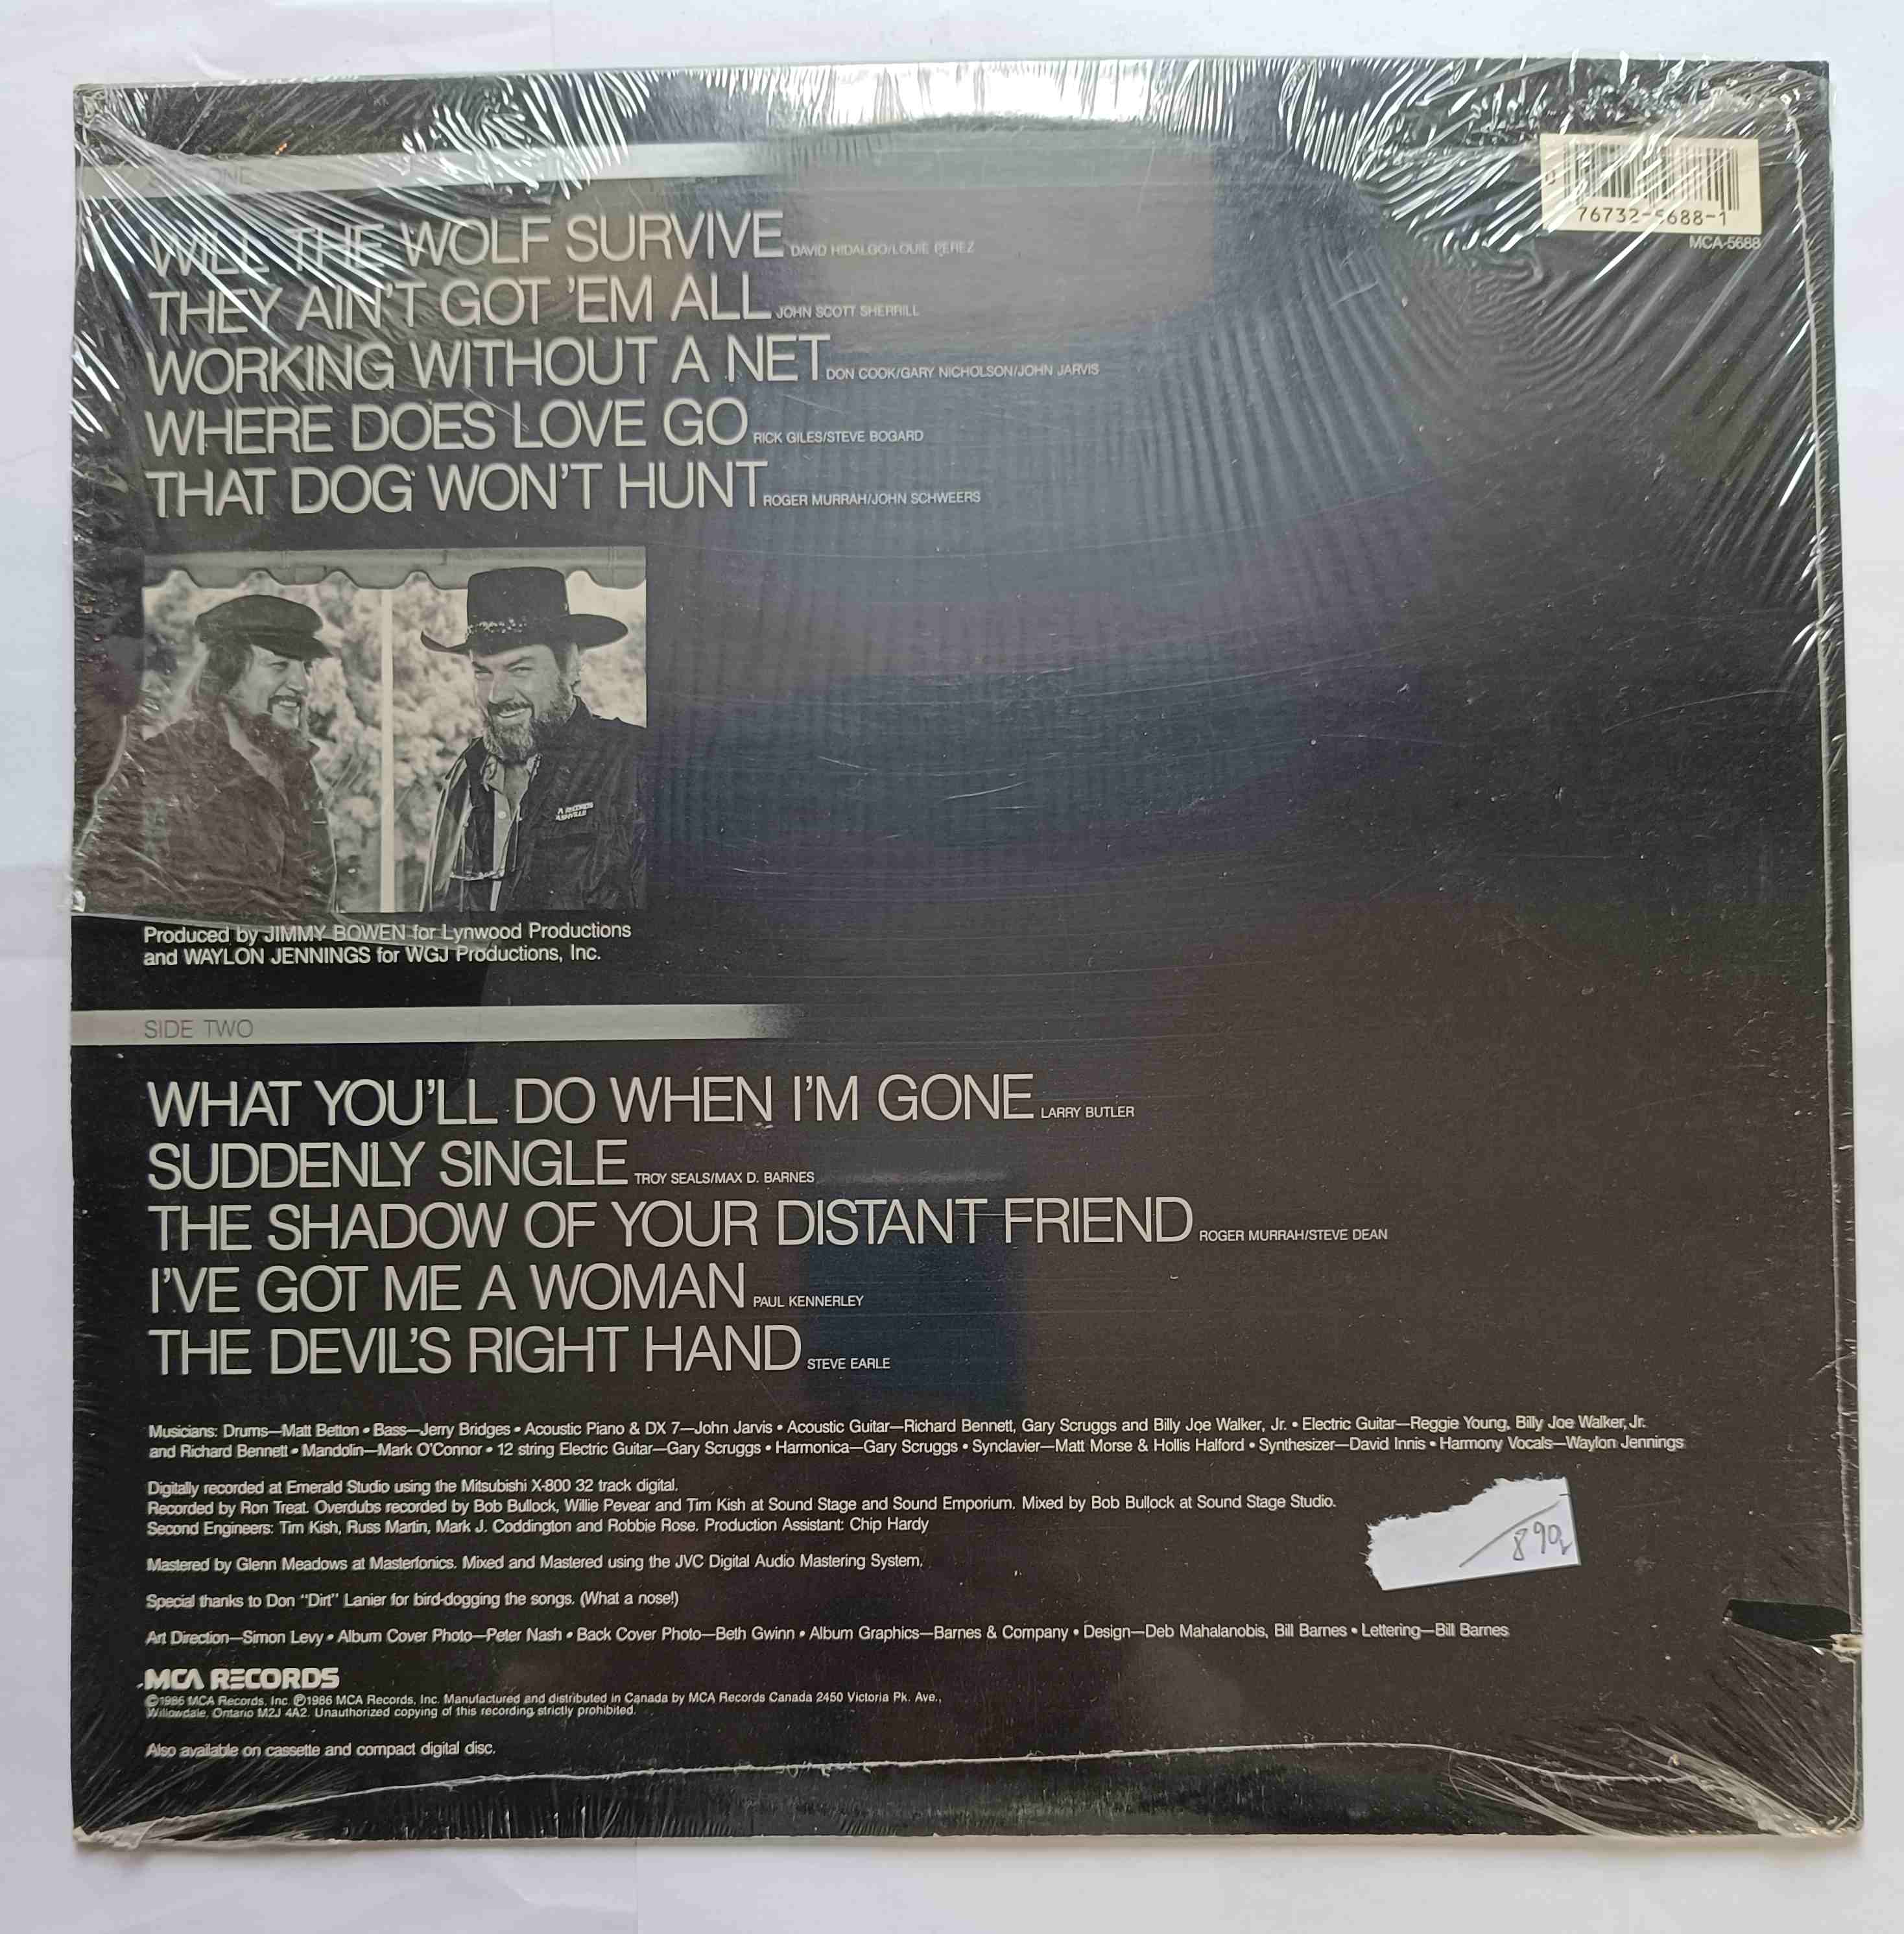 ONE
0
76732-5688-1
MCA-5688
WILL THE WOLF SURVIVE DAVID HIDALGO/LOUIE PEREZ
THEY AIN'T GOT 'EM ALL JOHN SCOTT SHERRILL
WORKING WITHOUT A NET DON COOK/GARY NICHOLSON/JOHN JARVIS
WHERE DOES LOVE GO RICK GILES/STEVE BOGARD
THAT DOG WON'T HUNT ROGER MURRAH/JOHN SCHWEERS
A RECORDS
ASHVILLE
Produced by JIMMY BOWEN for Lynwood Productions
and WAYLON JENNINGS for WGJ Productions, Inc.
SIDE TWO
WHAT YOU'LL DO WHEN I'M GONE LARRY BUTLER
SUDDENLY SINGLE TROY SEALS/MAX D. BARNES
THE SHADOW OF YOUR DISTANT FRIEND ROGER MURRAH/STEVE DEAN
I'VE GOT ME A WOMAN PAUL KENNERLEY
THE DEVIL'S RIGHT HAND STEVE EARLE
Musicians: Drums—Matt Betton • Bass—Jerry Bridges • Acoustic Piano & DX 7—John Jarvis • Acoustic Guitar—Richard Bennett, Gary Scruggs and Billy Joe Walker, Jr. • Electric Guitar—Reggie Young, Billy Joe Walker, Jr.
and Richard Bennett • Mandolin—Mark O'Connor • 12 string Electric Guitar—Gary Scruggs • Harmonica—Gary Scruggs • Synclavier—Matt Morse & Hollis Halford • Synthesizer—David Innis • Harmony Vocals—Waylon Jennings
Digitally recorded at Emerald Studio using the Mitsubishi X-800 32 track digital.
Recorded by Ron Treat. Overdubs recorded by Bob Bullock, Willie Pevear and Tim Kish at Sound Stage and Sound Emporium. Mixed by Bob Bullock at Sound Stage Studio.
Second Engineers: Tim Kish, Russ Martin, Mark J. Coddington and Robbie Rose. Production Assistant: Chip Hardy
890
Mastered by Glenn Meadows at Masterfonics. Mixed and Mastered using the JVC Digital Audio Mastering System.
Special thanks to Don "Dirt" Lanier for bird-dogging the songs. (What a nose!)
Art Direction—Simon Levy • Album Cover Photo—Peter Nash • Back Cover Photo—Beth Gwinn • Album Graphics—Barnes & Company • Design—Deb Mahalanobis, Bill Barnes • Lettering—Bill Barnes
MCA RECORDS
©1986 MCA Records, Inc. ℗1986 MCA Records, Inc. Manufactured and distributed in Canada by MCA Records Canada 2450 Victoria Pk. Ave.,
Willowdale, Ontario M2J 4A2. Unauthorized copying of this recording strictly prohibited.
Also available on cassette and compact digital disc.